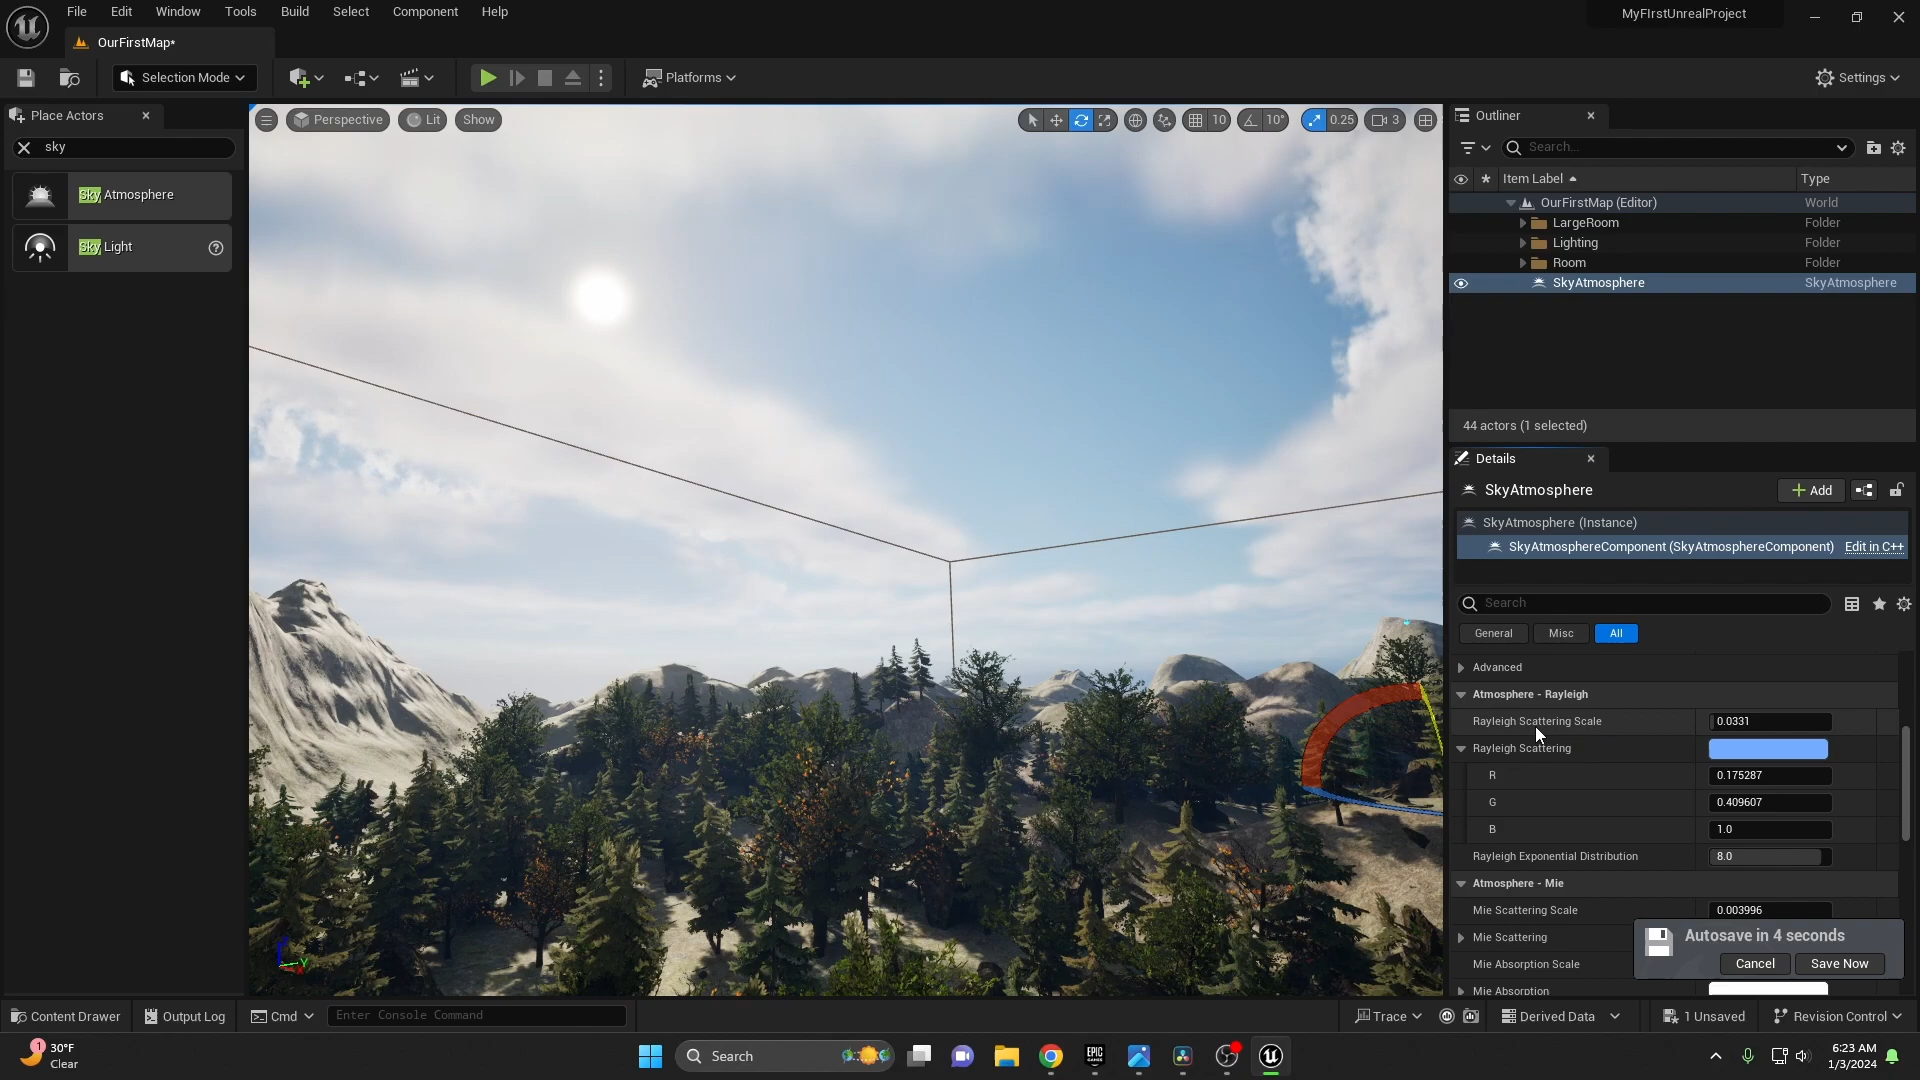 File Edit Window Tools Build Select Component Help
MyFIrstUnrealProject
OurFirstMap*
Selection Mode
Platforms
Settings
Place Actors
sky
Sky Atmosphere
Sky Light
Perspective Lit Show
10 10° 0.25 3
Outliner
Search...
Item Label Type
OurFirstMap (Editor) World
LargeRoom Folder
Lighting Folder
Room Folder
SkyAtmosphere SkyAtmosphere
44 actors (1 selected)
Details
SkyAtmosphere
Add
SkyAtmosphere (Instance)
SkyAtmosphereComponent (SkyAtmosphereComponent) Edit in C++
Search
General Misc All
Advanced
Atmosphere - Rayleigh
Rayleigh Scattering Scale 0.0331
Rayleigh Scattering
R 0.175287
G 0.409607
B 1.0
Rayleigh Exponential Distribution 8.0
Atmosphere - Mie
Mie Scattering Scale 0.003996
Mie Scattering
Mie Absorption Scale
Mie Absorption
Autosave in 4 seconds
Cancel Save Now
Y
X
Content Drawer Output Log Cmd Enter Console Command
Trace Derived Data 1 Unsaved Revision Control
1
30°F
Clear
Search
EPIC
GAMES
6:23 AM
1/3/2024